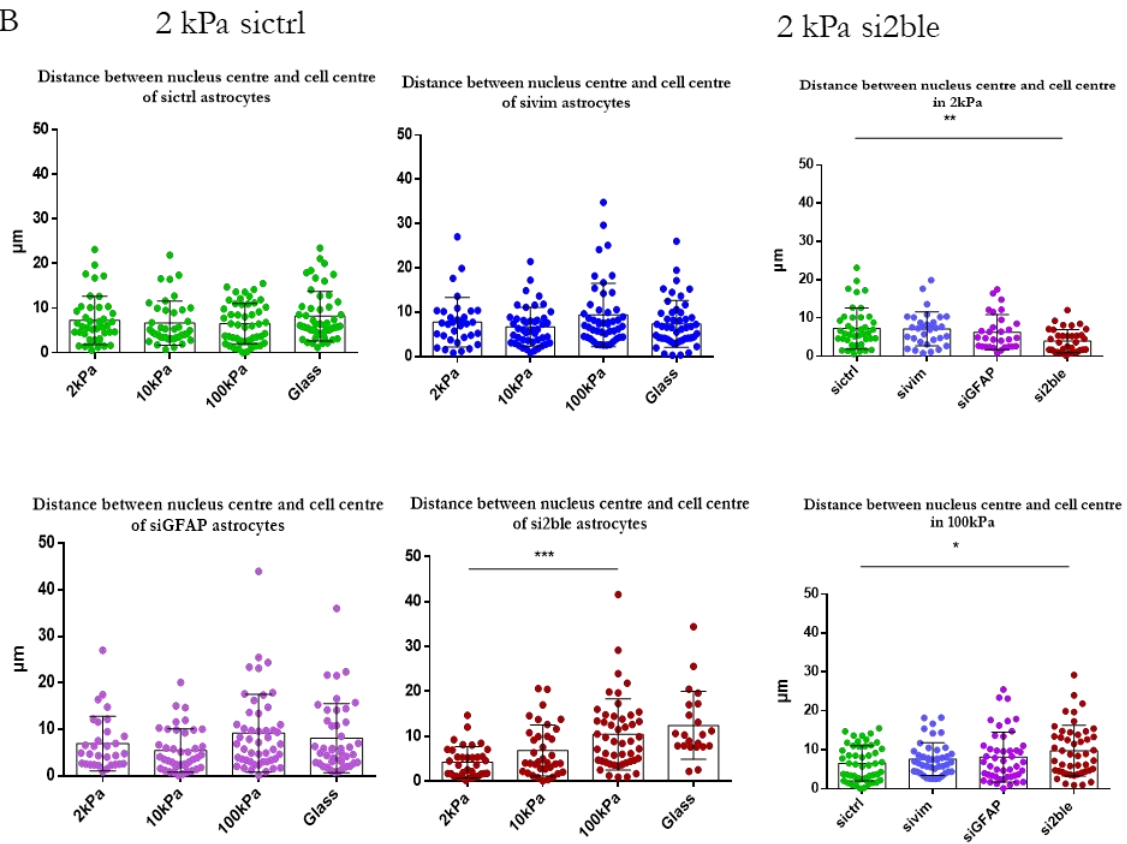 B
2 kPa sictrl
2 kPa si2ble
Distance between nucleus centre and cell centre
of sictrl astrocytes
50
40
30
20
10
0
μm
2kPa
10kPa
100kPa
Glass
Distance between nucleus centre and cell centre
of sivim astrocytes
50
40
30
20
10
0
2kPa
10kPa
100kPa
Glass
Distance between nucleus centre and cell centre
in 2kPa
**
50
40
30
20
10
0
μm
sictrl
sivim
siGFAP
si2ble
Distance between nucleus centre and cell centre
of siGFAP astrocytes
50
40
30
20
10
0
μm
2kPa
10kPa
100kPa
Glass
Distance between nucleus centre and cell centre
of si2ble astrocytes
***
50
40
30
20
10
0
2kPa
10kPa
100kPa
Glass
Distance between nucleus centre and cell centre
in 100kPa
*
50
40
30
20
10
0
μm
sictrl
sivim
siGFAP
si2ble